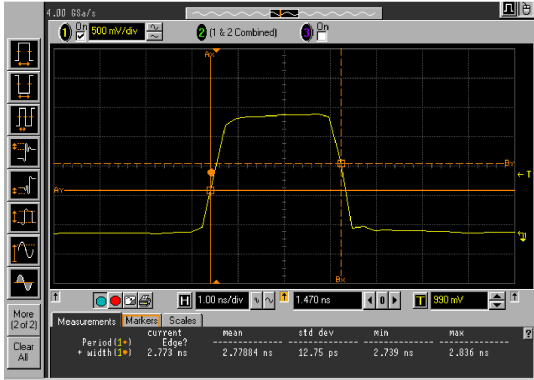 4.00 GSa/s
1 On 500 mV/div 2 (1 & 2 Combined) 3 On
Ax
By
T
Ay
Bx
More
(2 of 2)
Clear
All
H 1.00 ns/div 1.470 ns 0 T 990 mV
Measurements Markers Scales
current mean std dev min max
Period(1) Edge?
+ width(1) 2.773 ns 2.77884 ns 12.75 ps 2.739 ns 2.836 ns
?